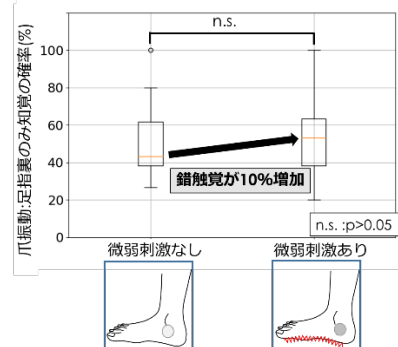 n.s.
爪振動:足指裏のみ知覚の確率(%)
100
80
60
40
20
0
錯触覚が10%増加
n.s. :p>0.05
微弱刺激なし
微弱刺激あり